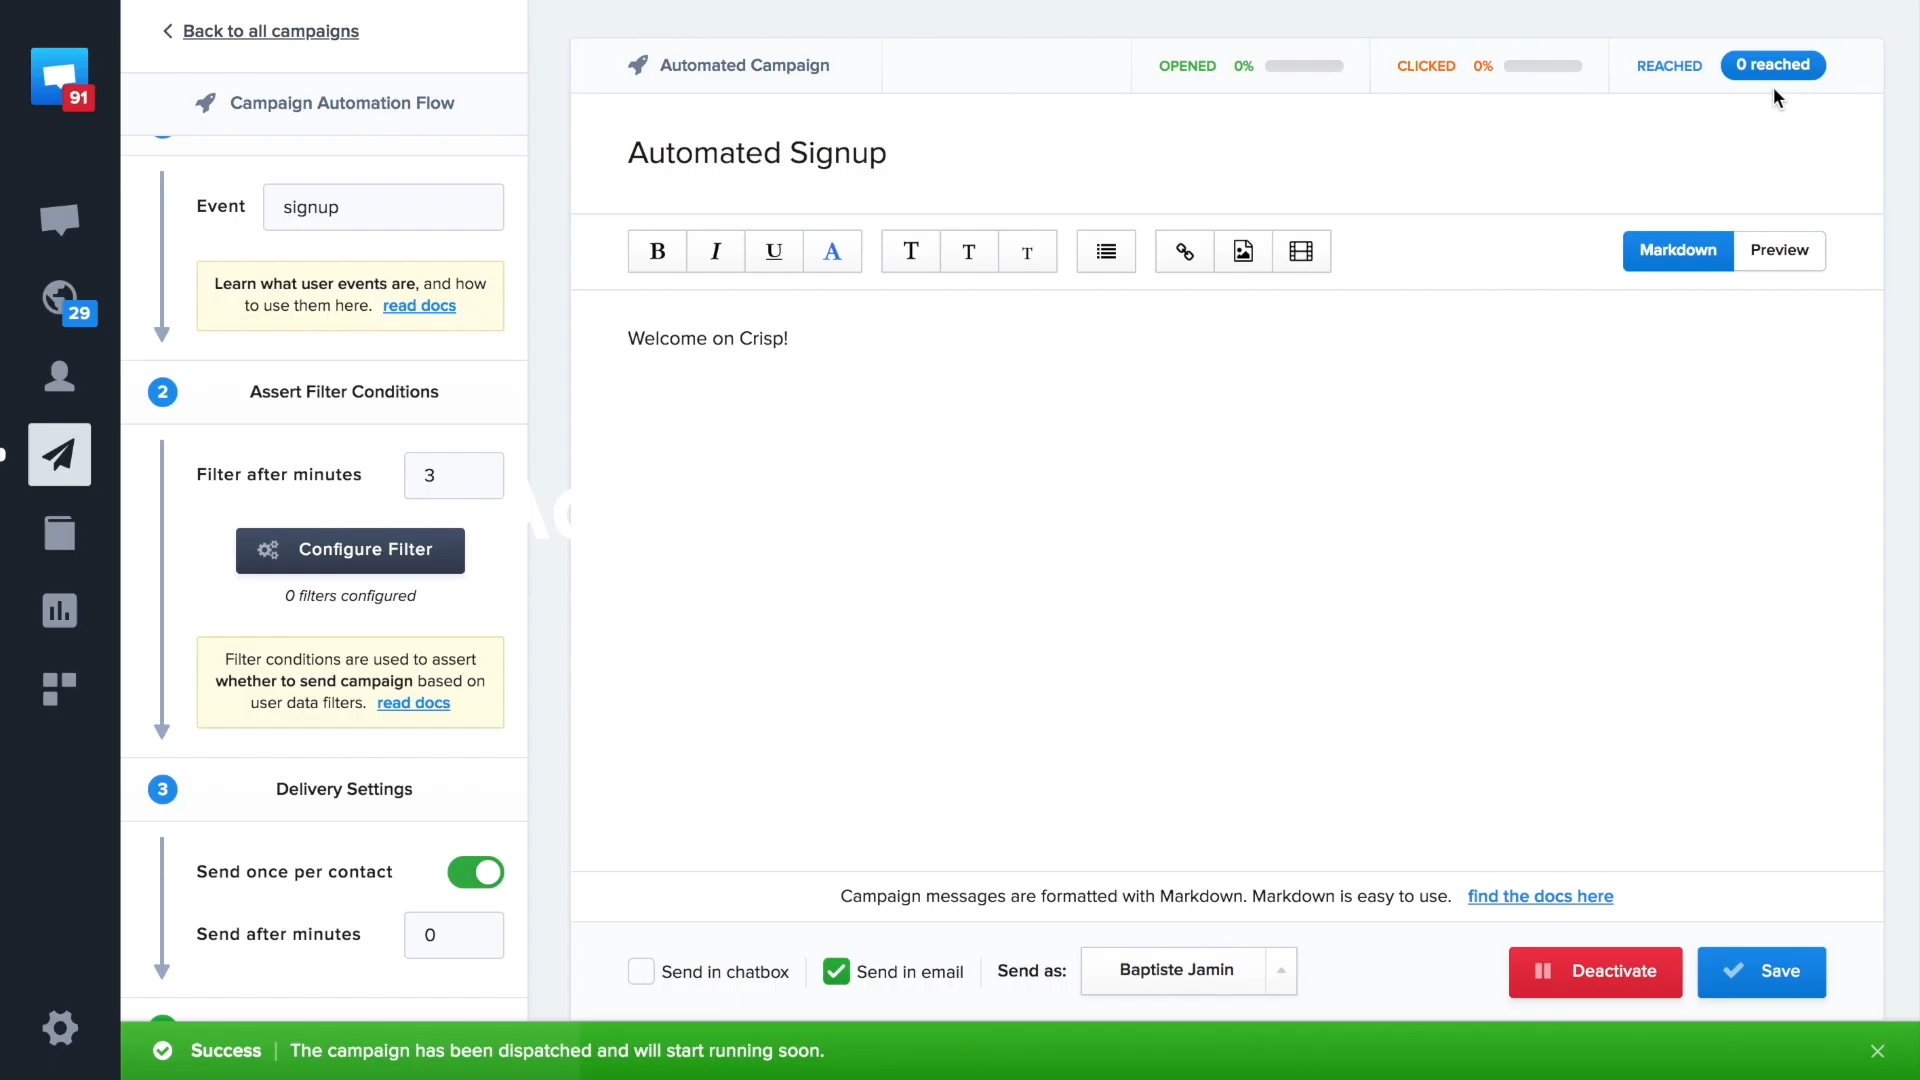 Back to all campaigns
91
Campaign Automation Flow
Automated Campaign
OPENED 0%
CLICKED 0%
REACHED 0 reached
Automated Signup
Event signup
B I U A T T T
Markdown Preview
29
Learn what user events are, and how
to use them here. read docs
Welcome on Crisp!
2 Assert Filter Conditions
Filter after minutes 3
Configure Filter
0 filters configured
Filter conditions are used to assert
whether to send campaign based on
user data filters. read docs
3 Delivery Settings
Send once per contact
Send after minutes 0
Campaign messages are formatted with Markdown. Markdown is easy to use. find the docs here
Send in chatbox
Send in email
Send as: Baptiste Jamin
Deactivate
Save
Success | The campaign has been dispatched and will start running soon.